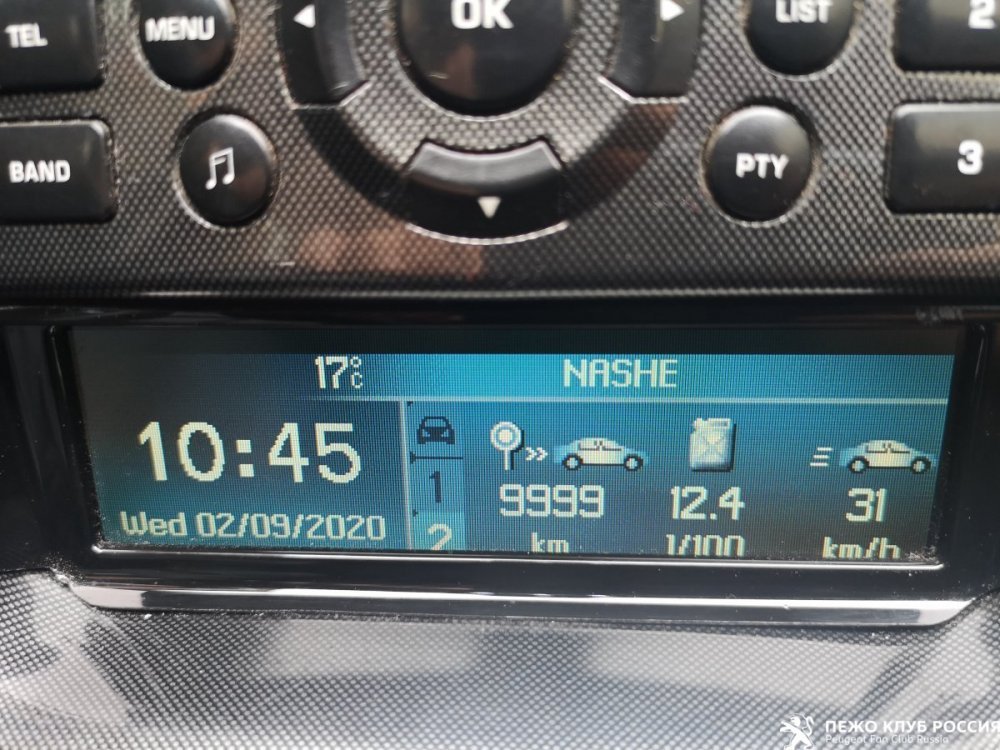 TEL
MENU
OK
LIST
2
BAND
PTY
3
17°C
NASHE
10:45
1
2
9999
12.4
31
Wed 02/09/2020
km
l/100
km/h
ПЕЖО КЛУБ РОССИЯ
Peugeot Fan Club Russia